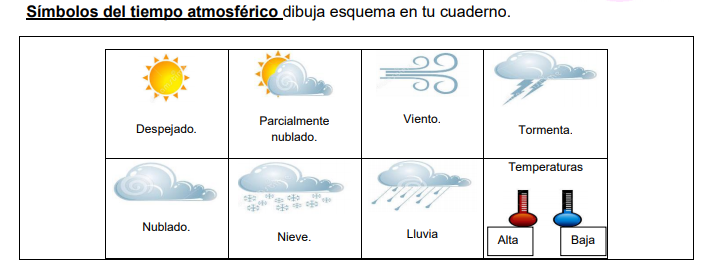 Símbolos del tiempo atmosférico dibuja esquema en tu cuaderno.
Despejado.
Parcialmente
nublado.
Viento.
Tormenta.
Nublado.
Nieve.
Lluvia
Temperaturas
Alta
Baja